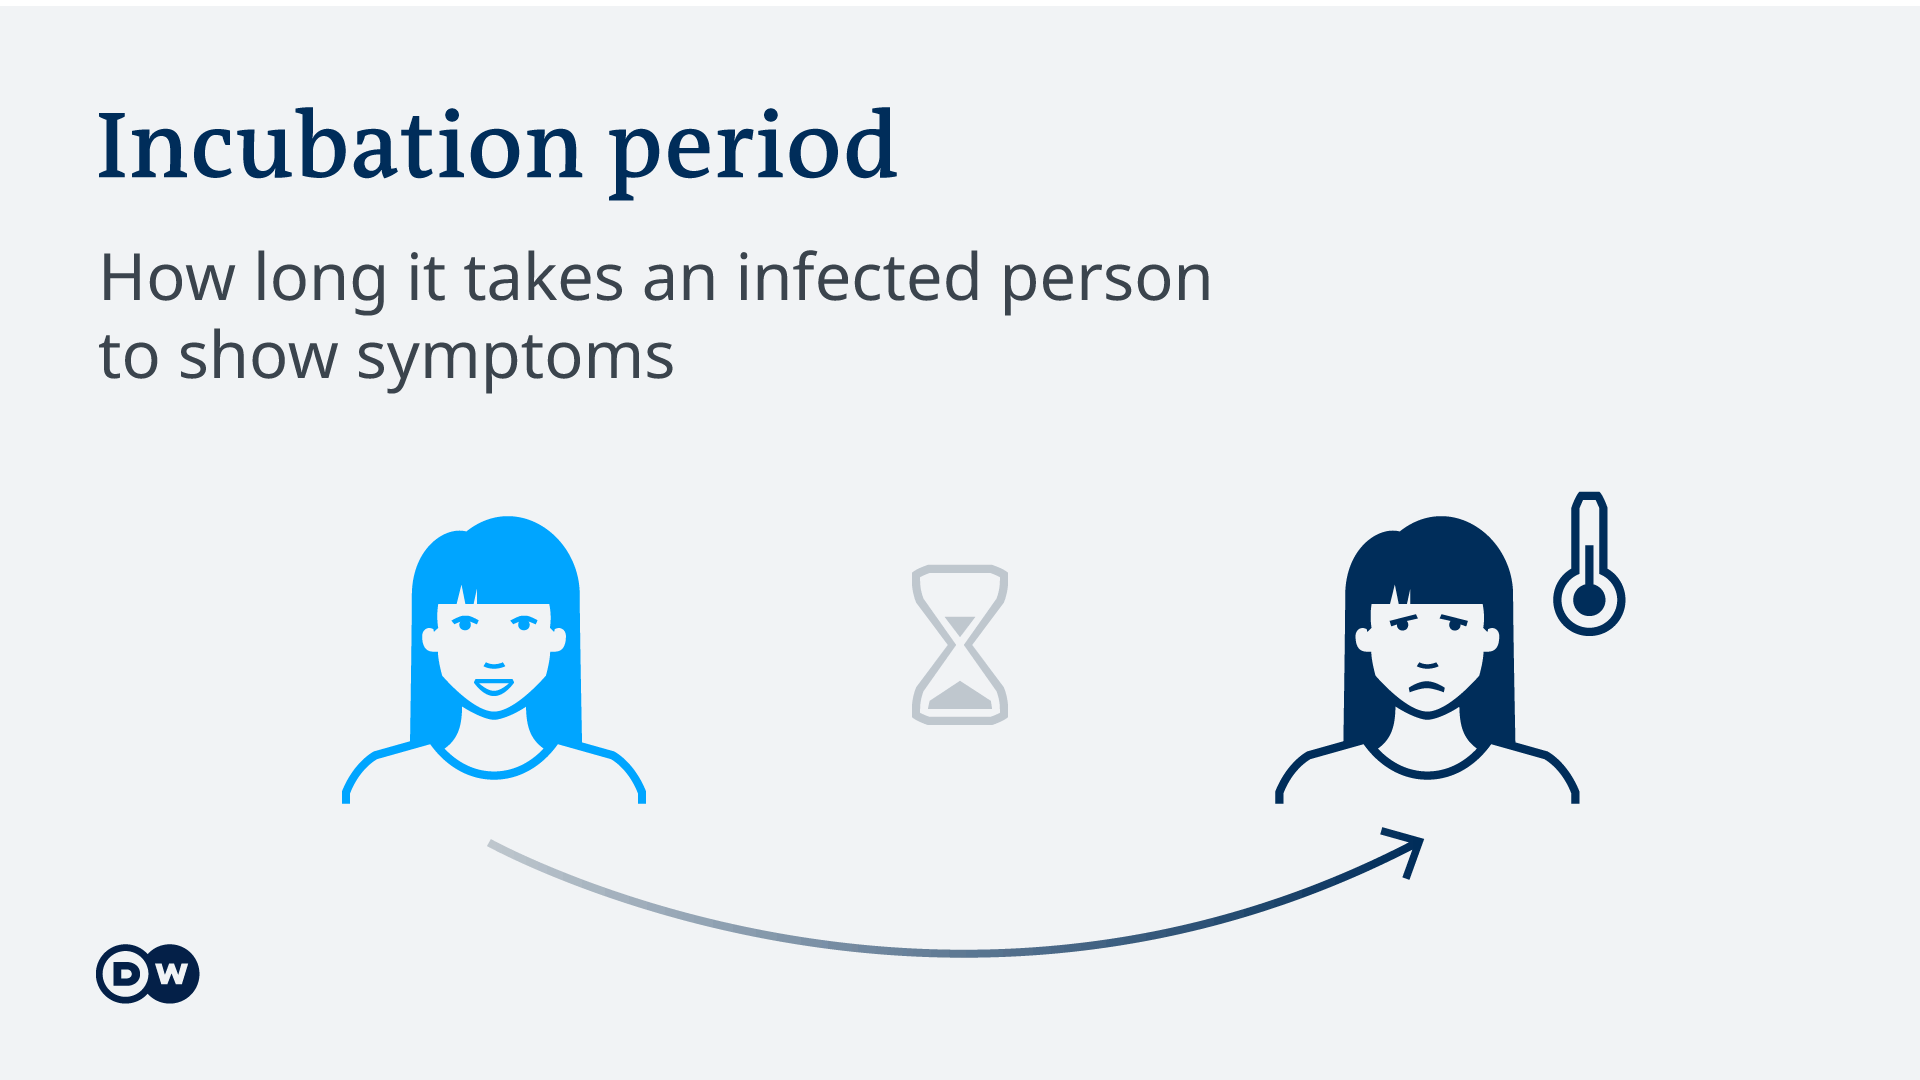 Incubation period
How long it takes an infected person
to show symptoms
DW